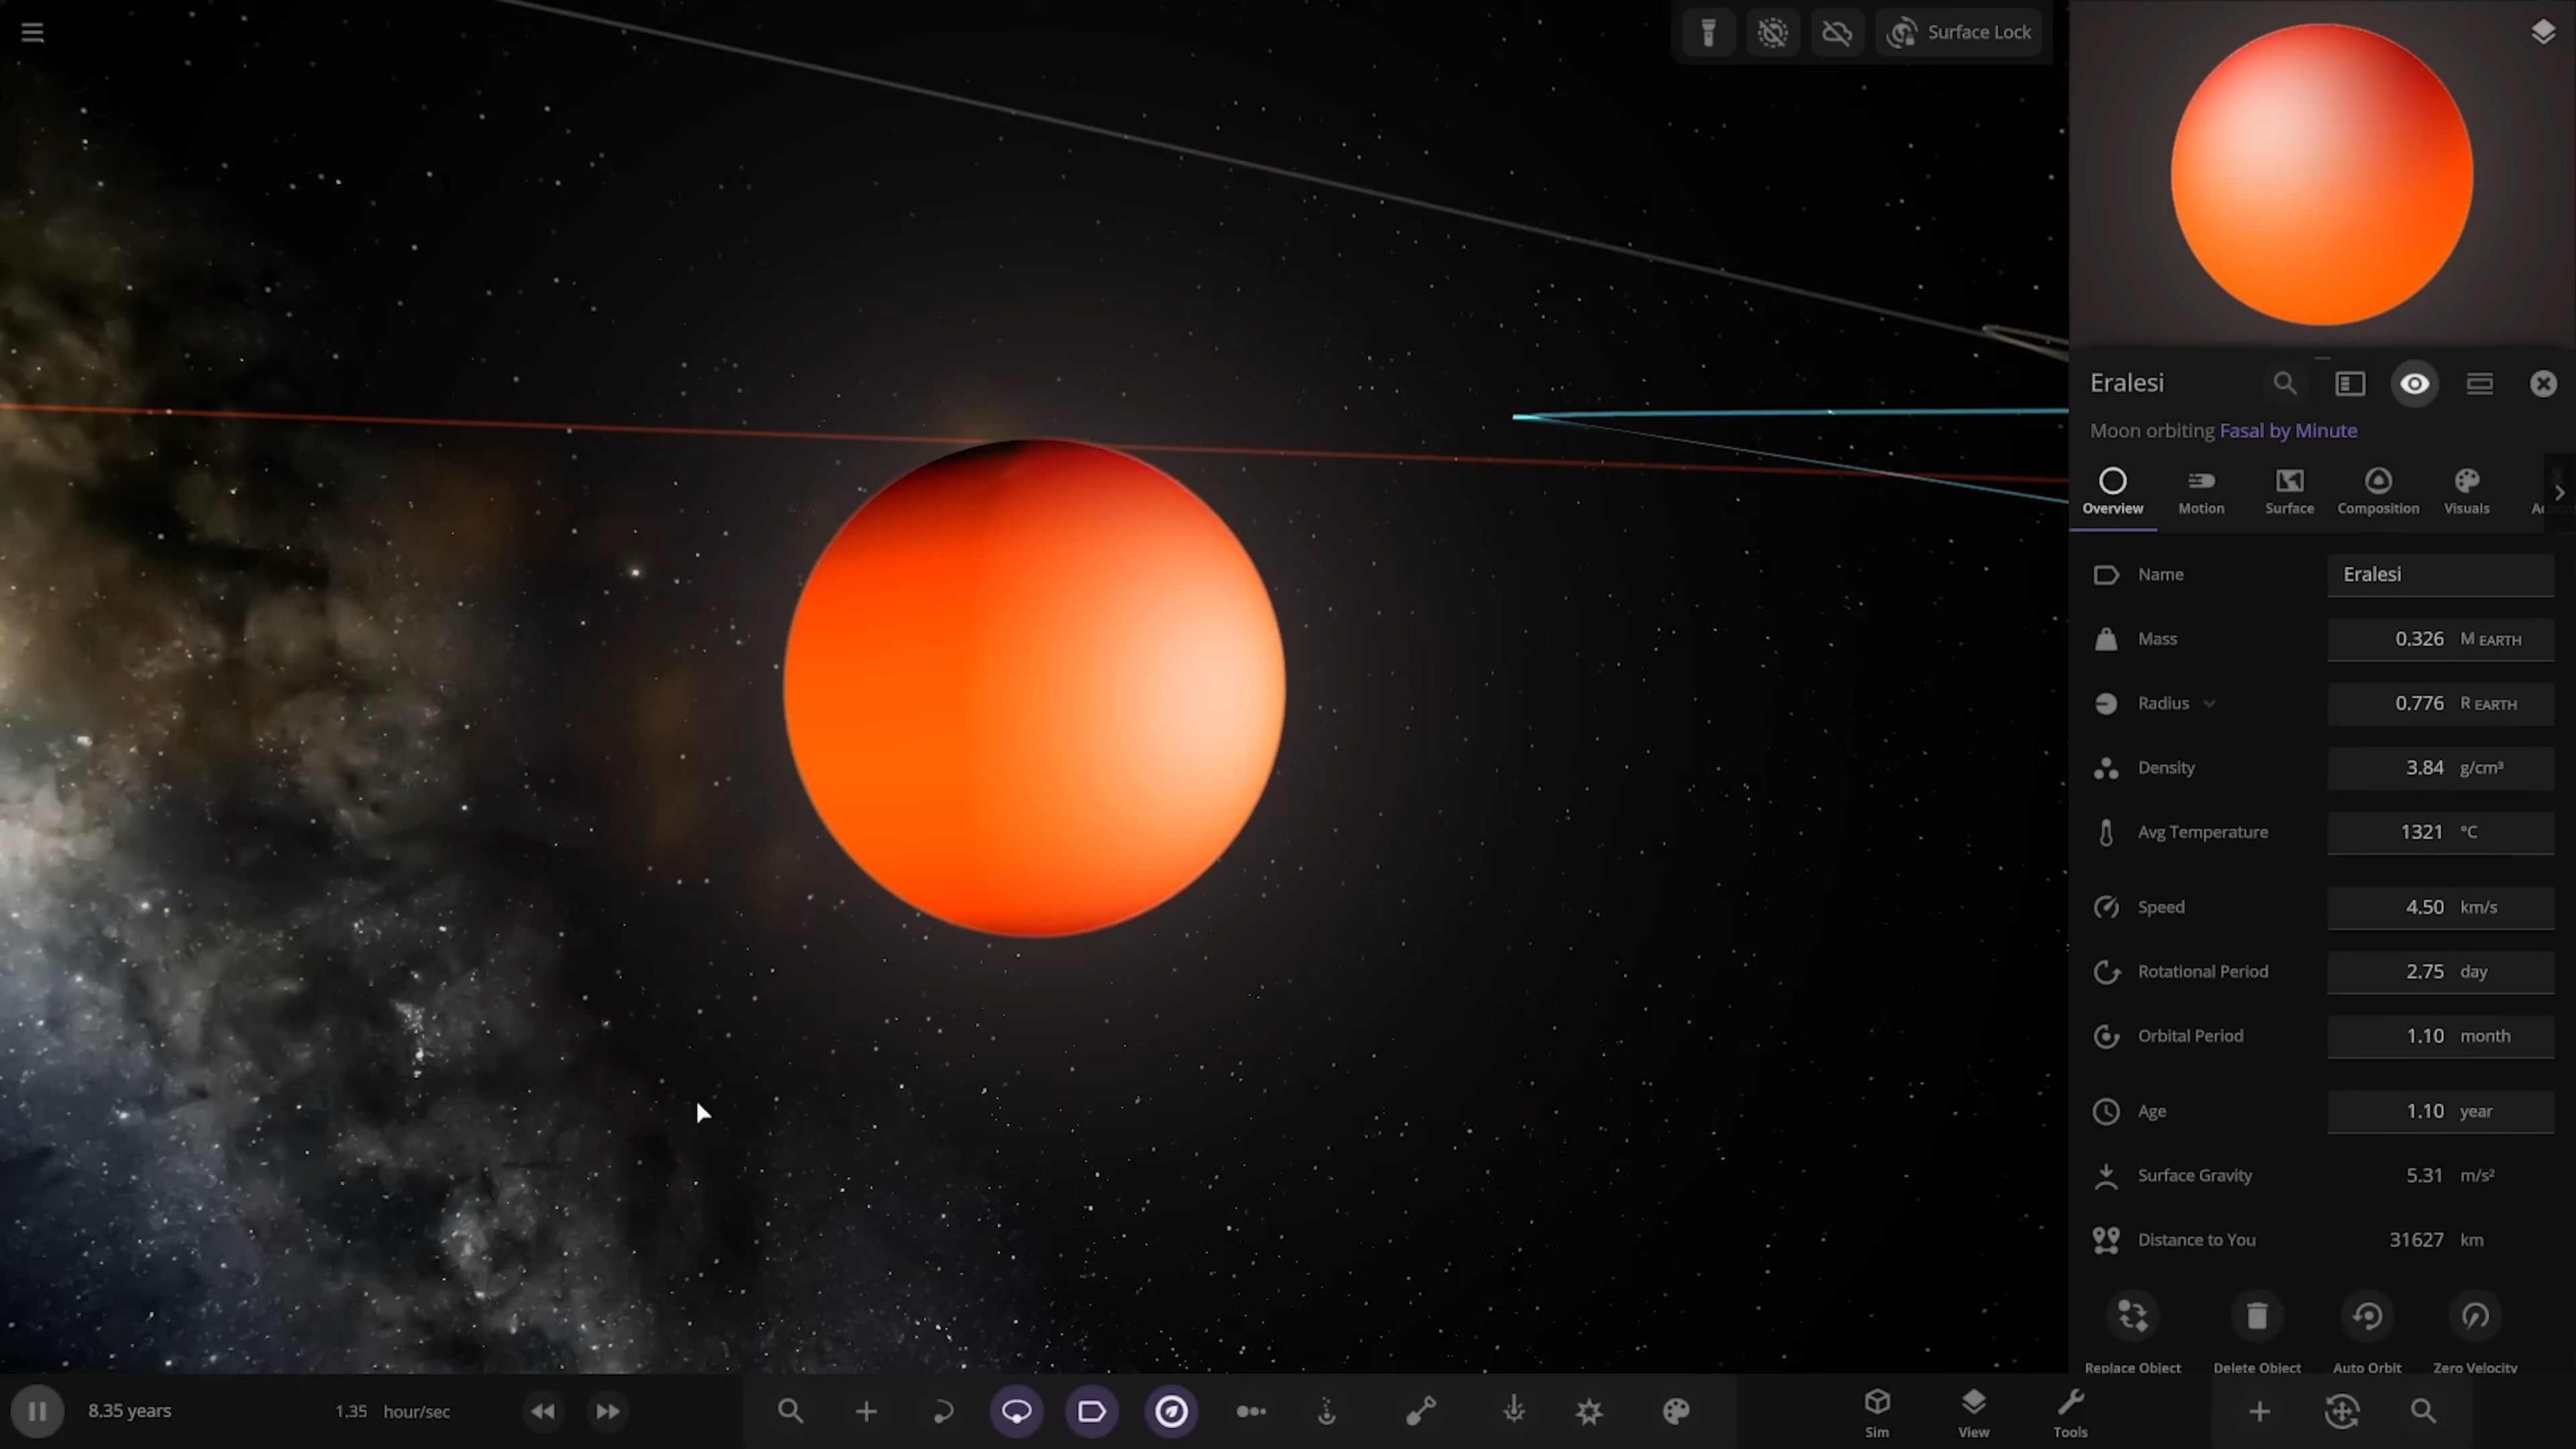 Surface Lock
Eralesi
Moon orbiting Fasal by Minute
Overview
Motion
Surface
Composition
Visuals
Name
Eralesi
Mass
0.326 M EARTH
Radius
0.776 R EARTH
Density
3.84 g/cm³
Avg Temperature
1321 °C
Speed
4.50 km/s
Rotational Period
2.75 day
Orbital Period
1.10 month
Age
1.10 year
Surface Gravity
5.31 m/s²
Distance to You
31627 km
Replace Object
Delete Object
Auto Orbit
Zero Velocity
8.35 years
1.35 hour/sec
Sim
View
Tools